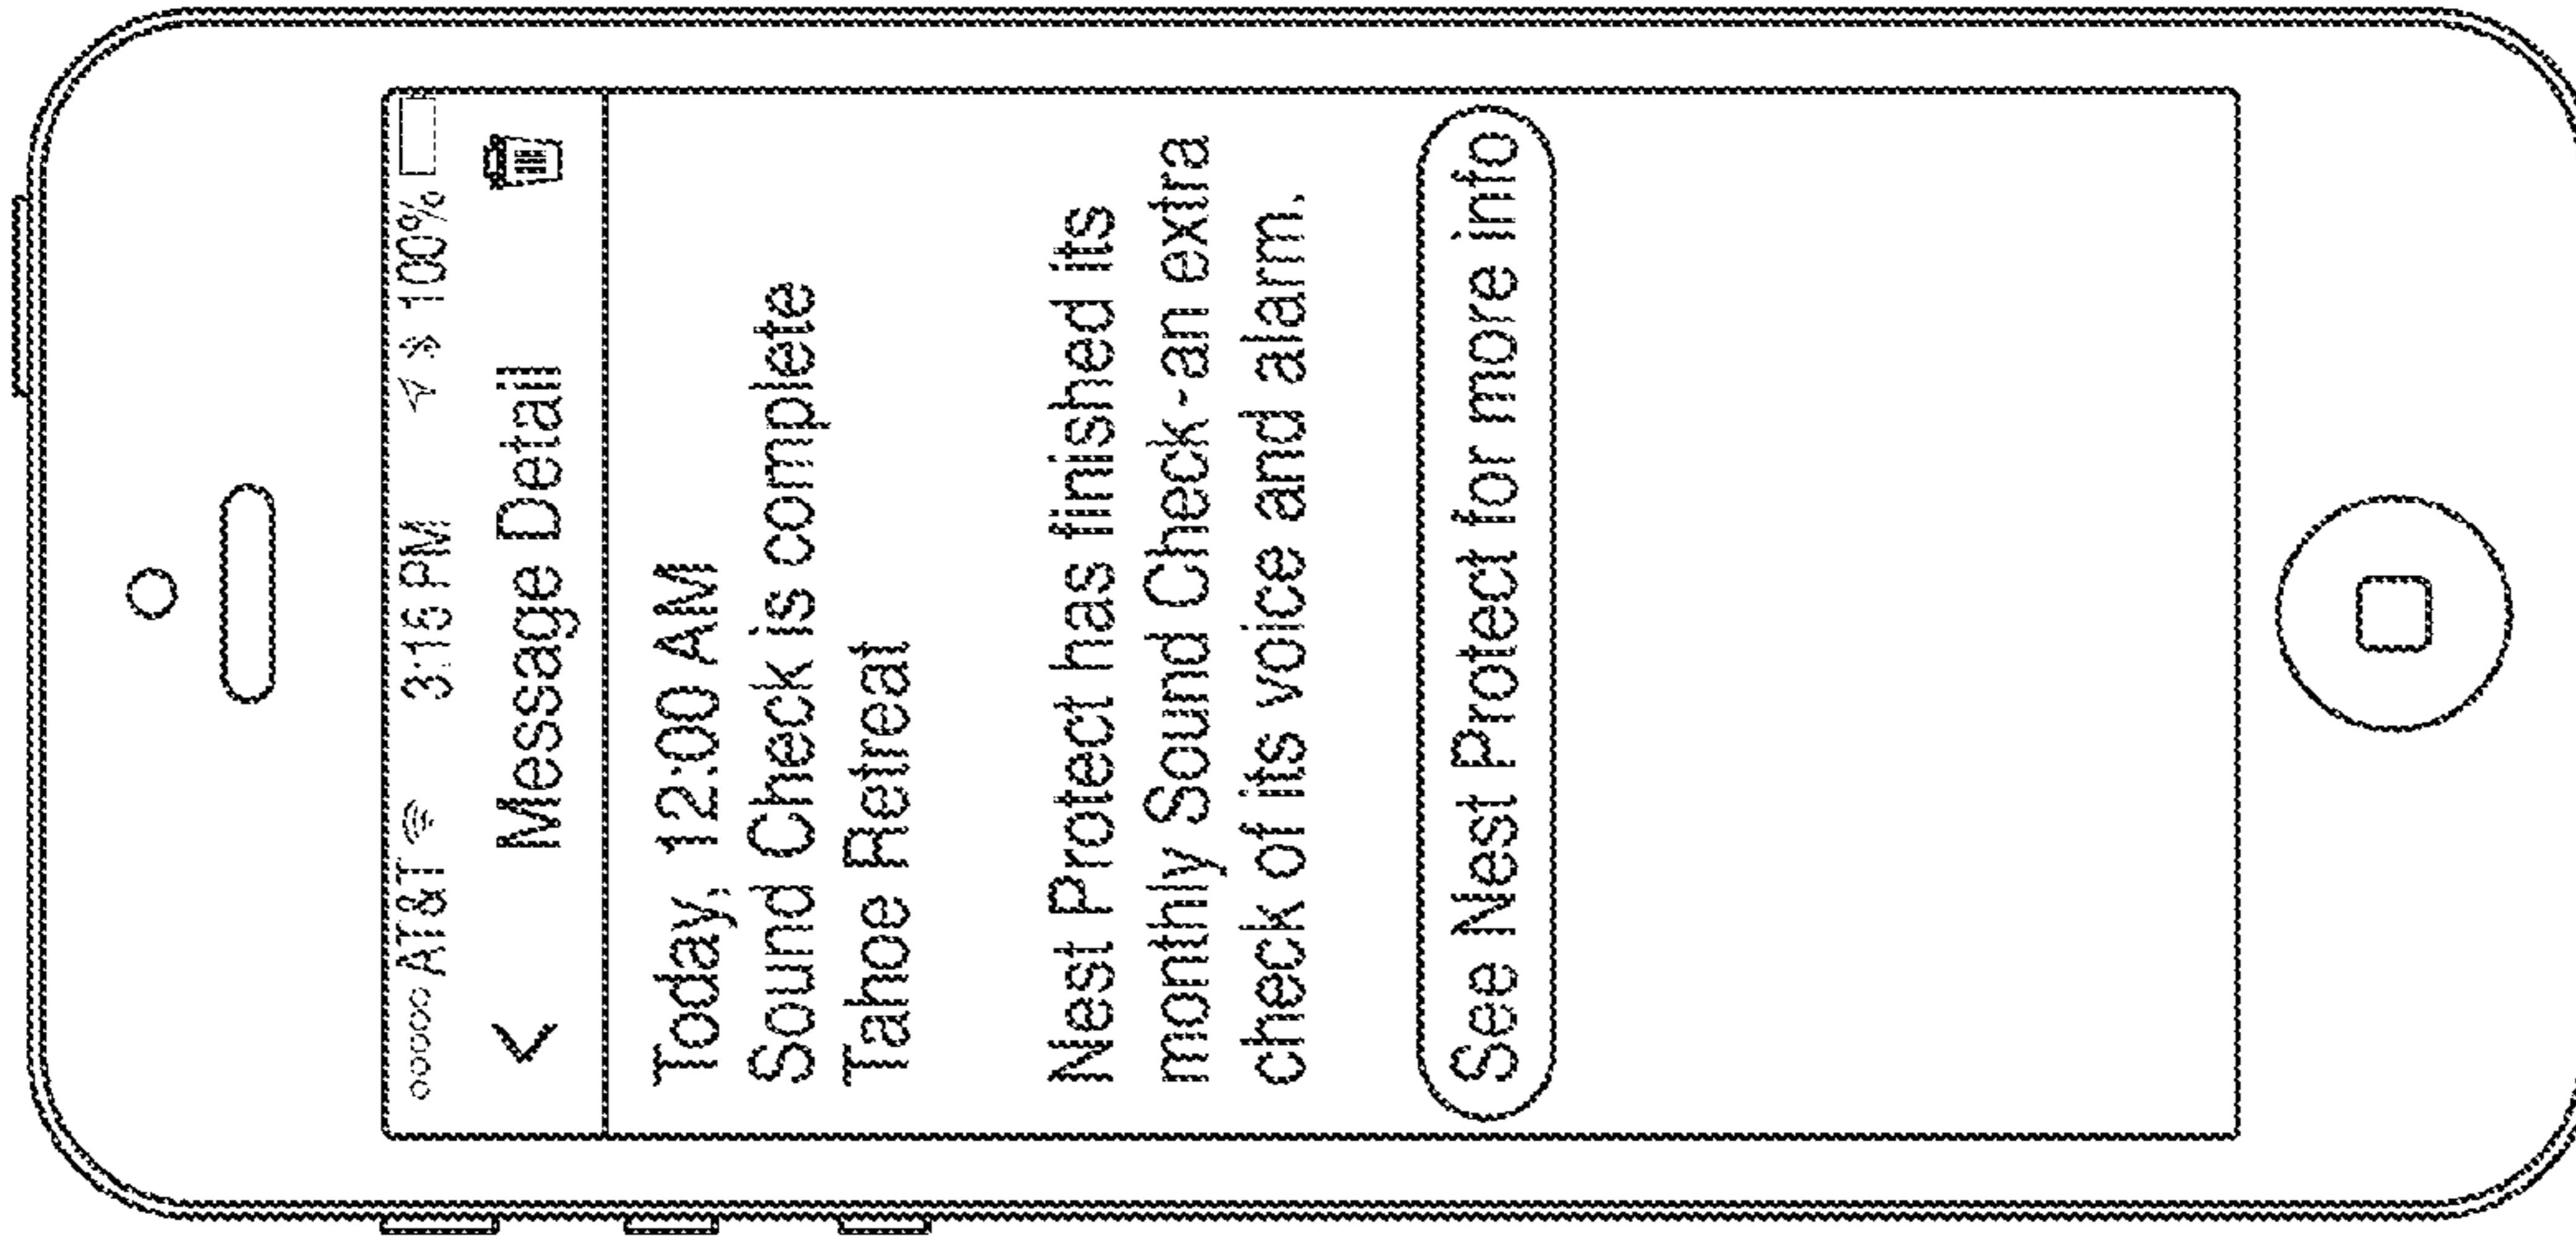 AT&T 3:16 PM 100%
Message Detail
Today, 12:00 AM
Sound Check is complete
Tahoe Retreat
Nest Protect has finished its
monthly Sound Check-an extra
check of its voice and alarm.
See Nest Protect for more info